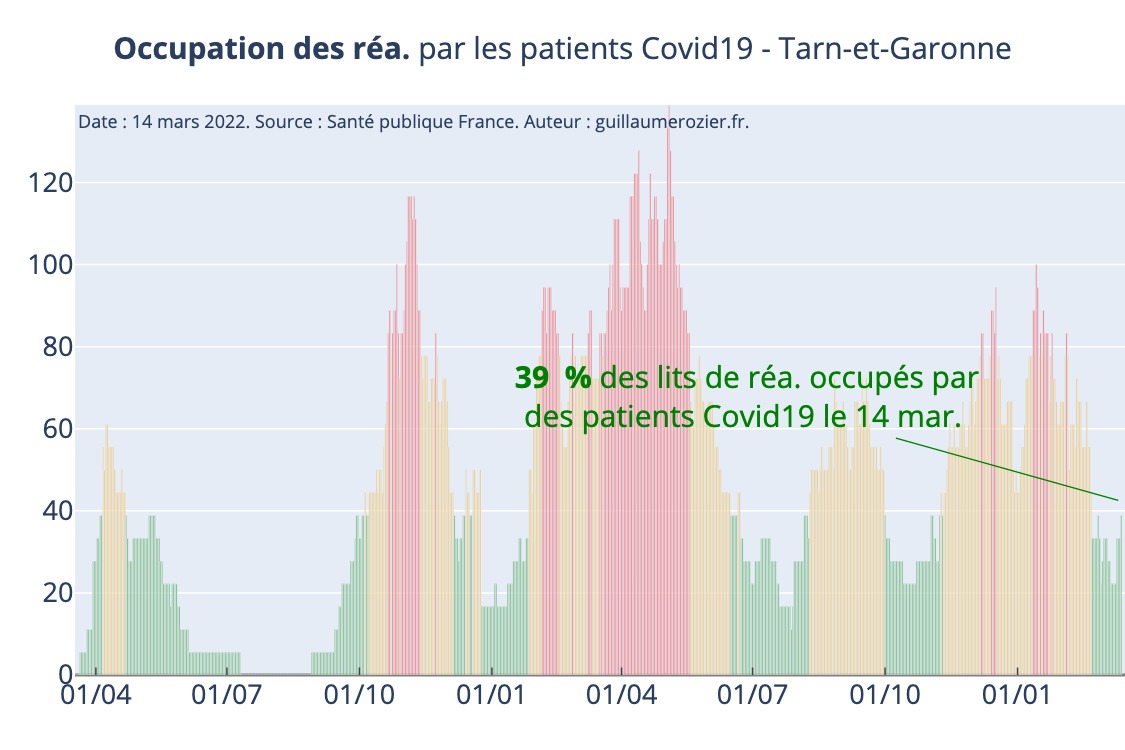 Occupation des réa. par les patients Covid19 - Tarn-et-Garonne
Date : 14 mars 2022. Source : Santé publique France. Auteur : guillaumerozier.fr.
120
100
80
39 % des lits de réa. occupés par
des patients Covid19 le 14 mar.
60
40
20
0
01/04 01/07 01/10 01/01 01/04 01/07 01/10 01/01